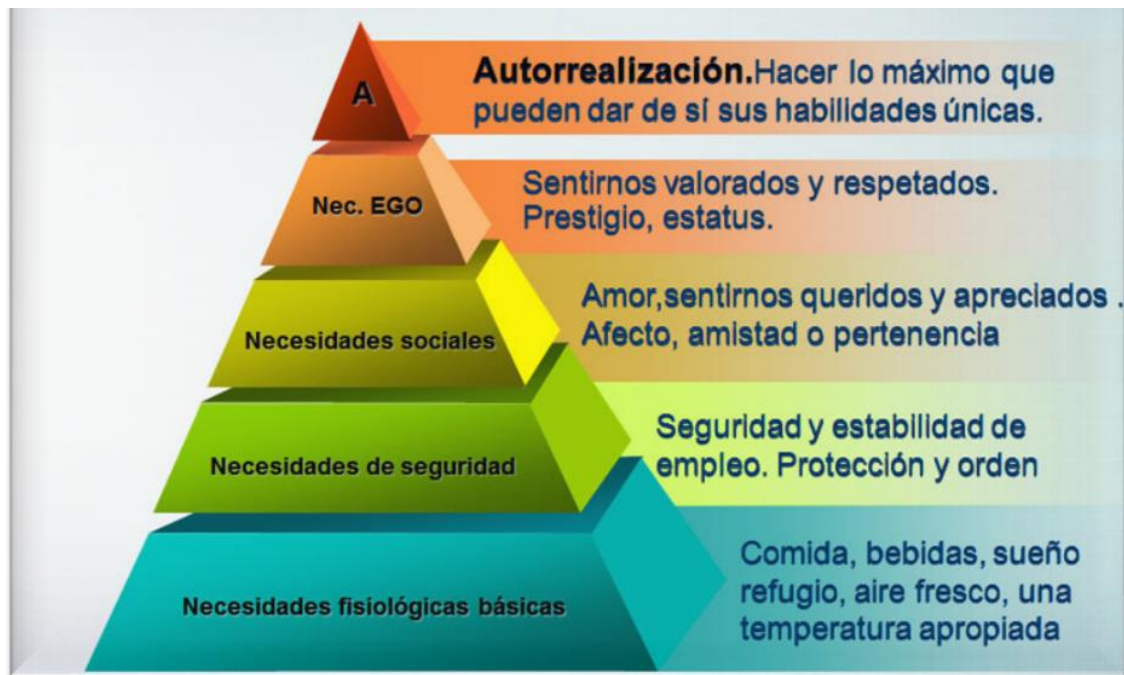 A
Autorrealización.Hacer lo máximo que
pueden dar de sí sus habilidades únicas.
Nec. EGO
Sentirnos valorados y respetados.
Prestigio, estatus.
Necesidades sociales
Amor,sentirnos queridos y apreciados .
Afecto, amistad o pertenencia
Necesidades de seguridad
Seguridad y estabilidad de
empleo. Protección y orden
Necesidades fisiológicas básicas
Comida, bebidas, sueño
refugio, aire fresco, una
temperatura apropiada